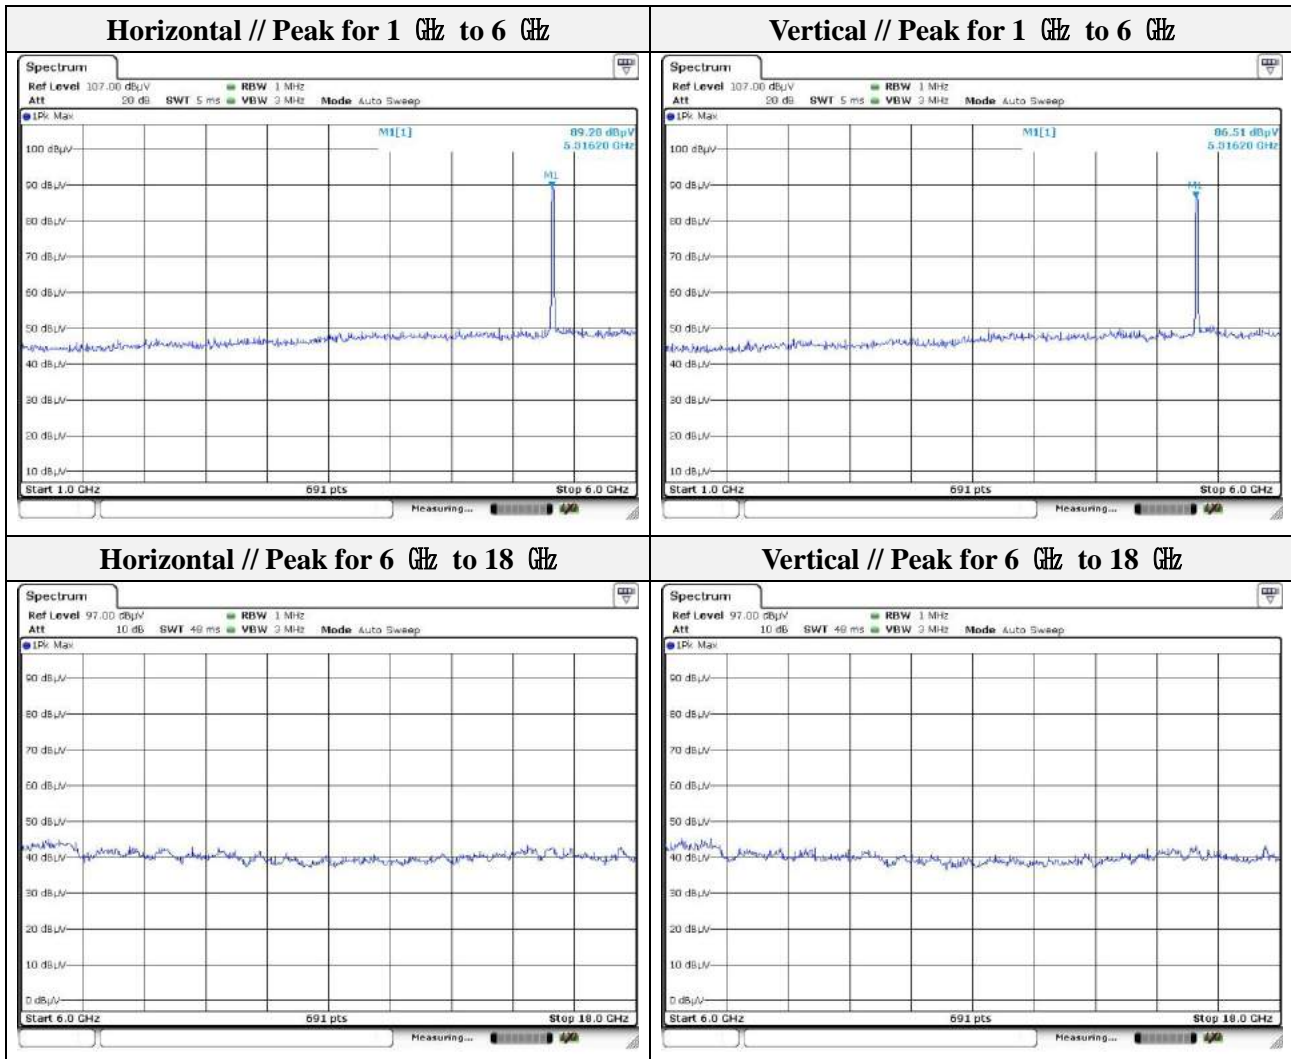 Horizontal // Peak for 1 ㎓ to 6 ㎓
Spectrum
Ref Level 107.00 dBµV RBW 1 MHz
Att 20 dB SWT 5 ms VBW 3 MHz Mode Auto Sweep
1Pk Max
M1[1] 89.20 dBµV
5.31620 GHz
M1
100 dBµV
90 dBµV
80 dBµV
70 dBµV
60 dBµV
50 dBµV
40 dBµV
30 dBµV
20 dBµV
10 dBµV
Start 1.0 GHz 691 pts Stop 6.0 GHz
Measuring...
Vertical // Peak for 1 ㎓ to 6 ㎓
Spectrum
Ref Level 107.00 dBµV RBW 1 MHz
Att 20 dB SWT 5 ms VBW 3 MHz Mode Auto Sweep
1Pk Max
M1[1] 86.51 dBµV
5.31620 GHz
M1
100 dBµV
90 dBµV
80 dBµV
70 dBµV
60 dBµV
50 dBµV
40 dBµV
30 dBµV
20 dBµV
10 dBµV
Start 1.0 GHz 691 pts Stop 6.0 GHz
Measuring...
Horizontal // Peak for 6 ㎓ to 18 ㎓
Spectrum
Ref Level 97.00 dBµV RBW 1 MHz
Att 10 dB SWT 48 ms VBW 3 MHz Mode Auto Sweep
1Pk Max
90 dBµV
80 dBµV
70 dBµV
60 dBµV
50 dBµV
40 dBµV
30 dBµV
20 dBµV
10 dBµV
0 dBµV
Start 6.0 GHz 691 pts Stop 18.0 GHz
Measuring...
Vertical // Peak for 6 ㎓ to 18 ㎓
Spectrum
Ref Level 97.00 dBµV RBW 1 MHz
Att 10 dB SWT 48 ms VBW 3 MHz Mode Auto Sweep
1Pk Max
90 dBµV
80 dBµV
70 dBµV
60 dBµV
50 dBµV
40 dBµV
30 dBµV
20 dBµV
10 dBµV
0 dBµV
Start 6.0 GHz 691 pts Stop 18.0 GHz
Measuring...